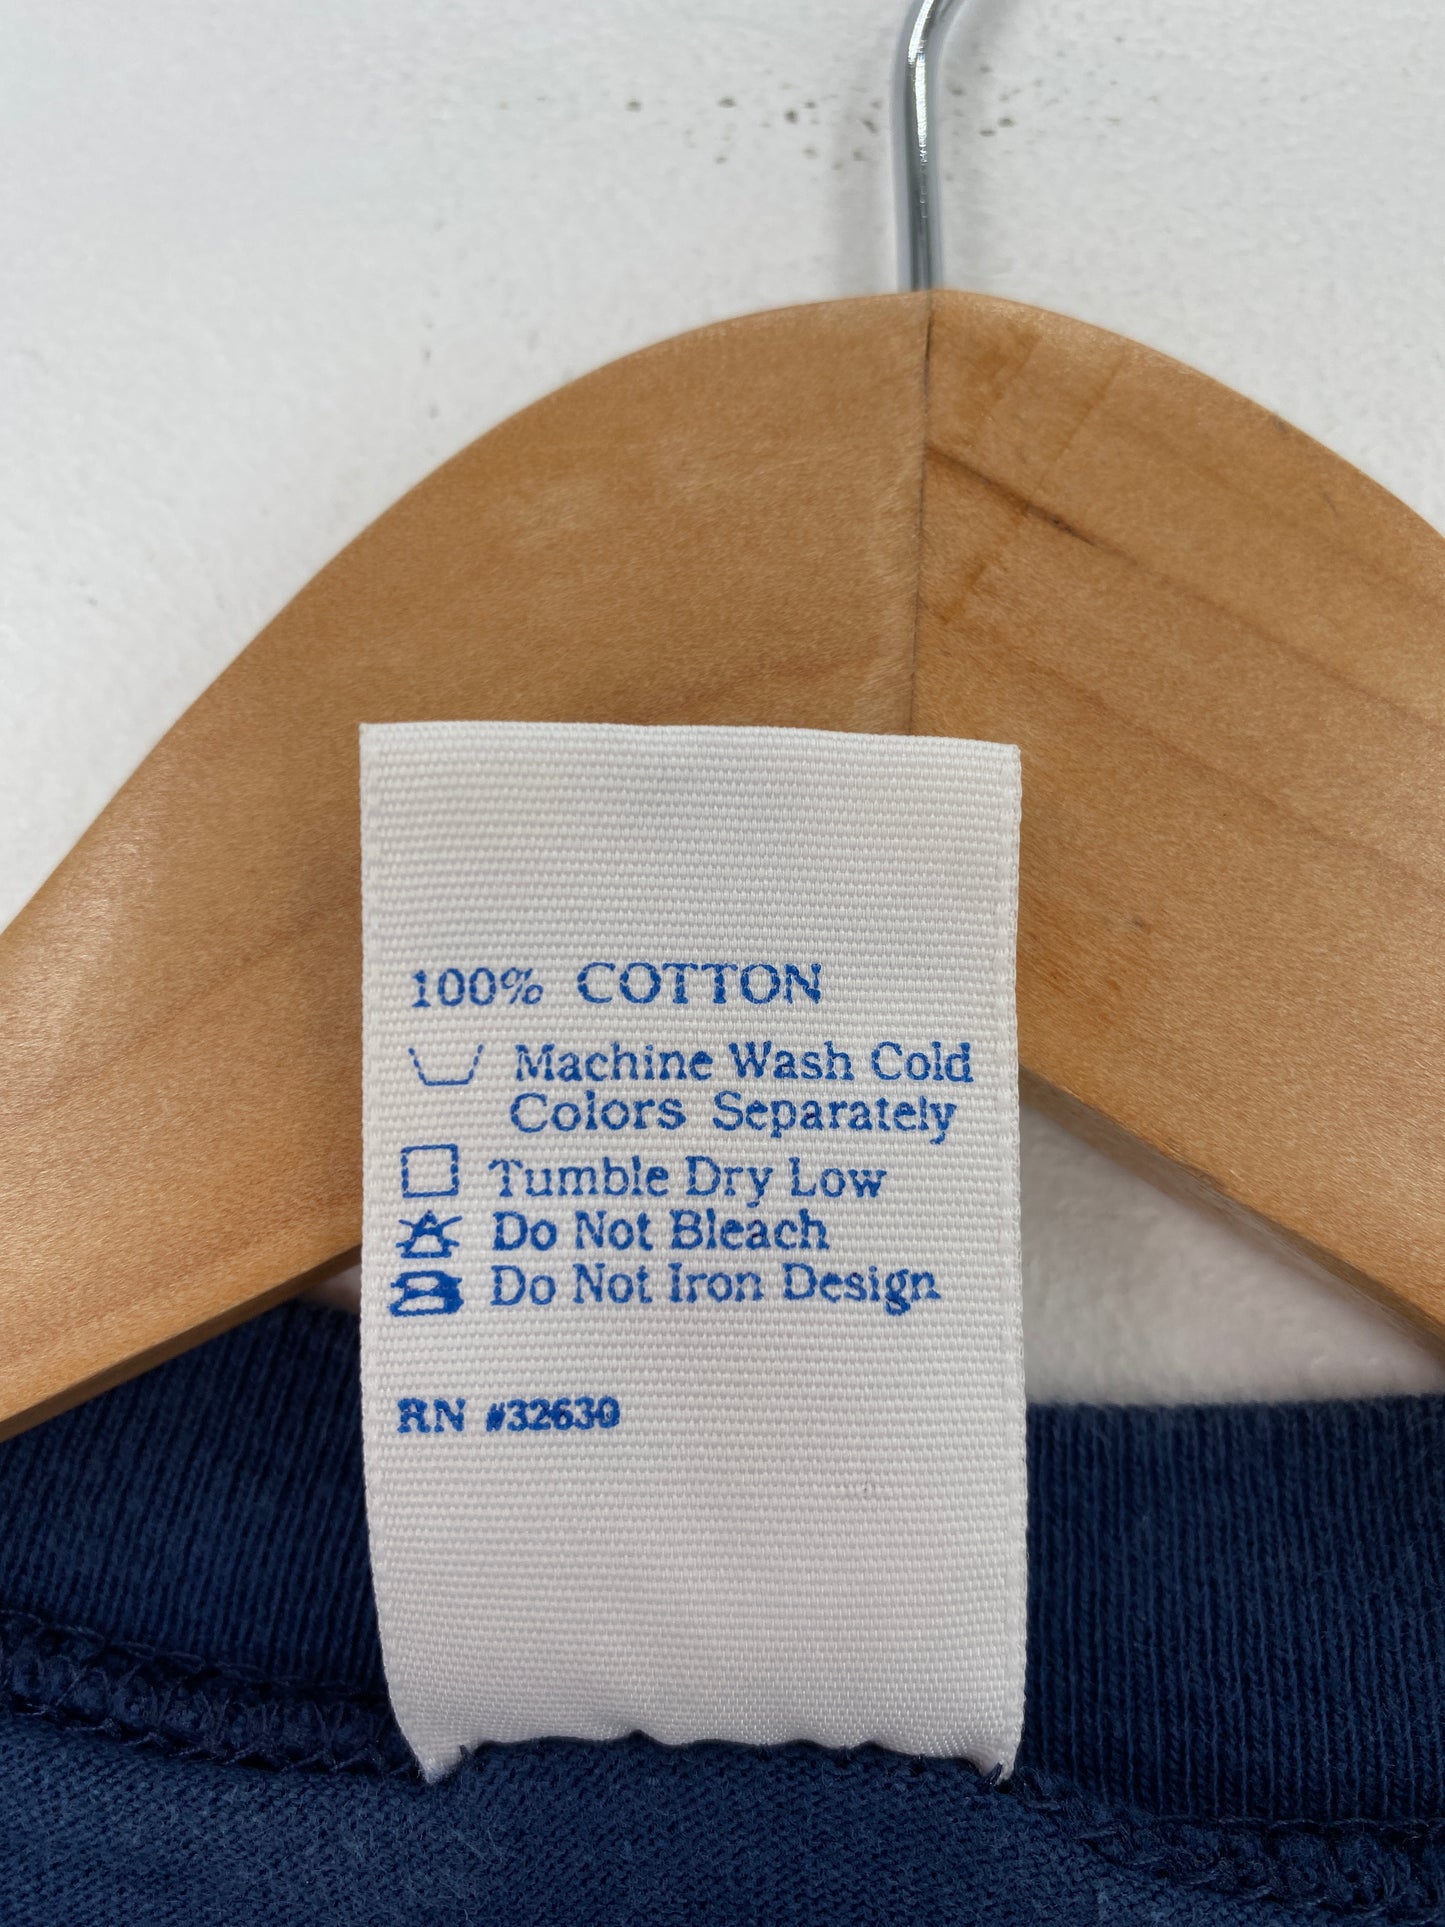 100% COTTON
Machine Wash Cold
Colors Separately
Tumble Dry Low
Do Not Bleach
Do Not Iron Design
RN #32630